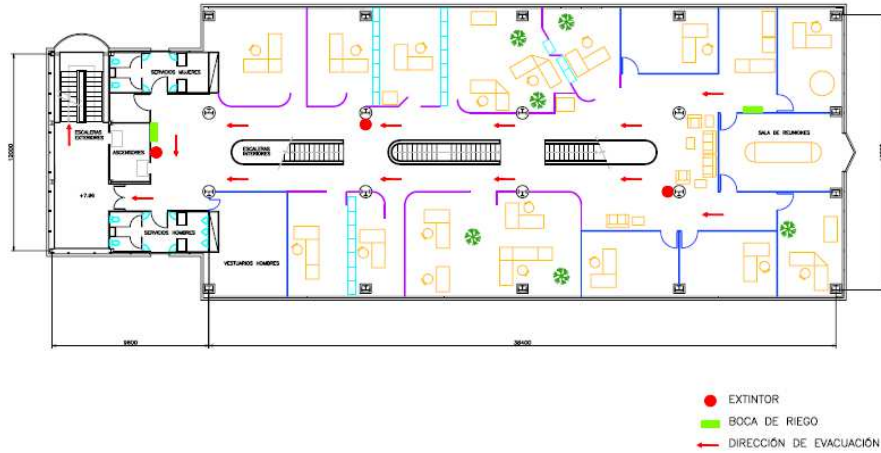 SERVICIOS MUJERES
ESCALERAS
EXTERIORES
ASCENSORES
ESCALERAS
INTERIORES
SALA DE REUNIONES
12000
+7.90
SERVICIOS HOMBRES
VESTUARIOS HOMBRES
9800
38400
EXTINTOR
BOCA DE RIEGO
DIRECCIÓN DE EVACUACIÓN